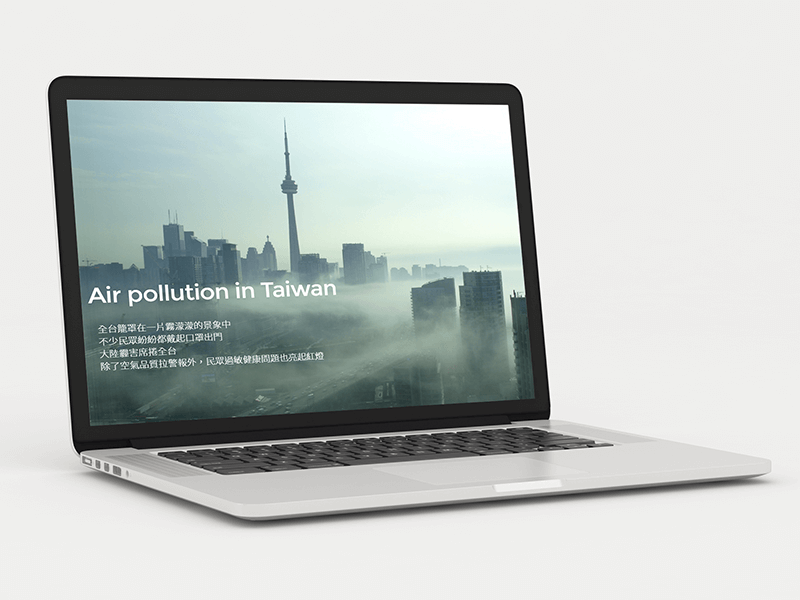 Air pollution in Taiwan
全台籠罩在一片霧濛濛的景象中
不少民眾紛紛都戴起口罩出門
大陸霾害席捲全台
除了空氣品質拉警報外，民眾過敏健康問題也亮起紅燈